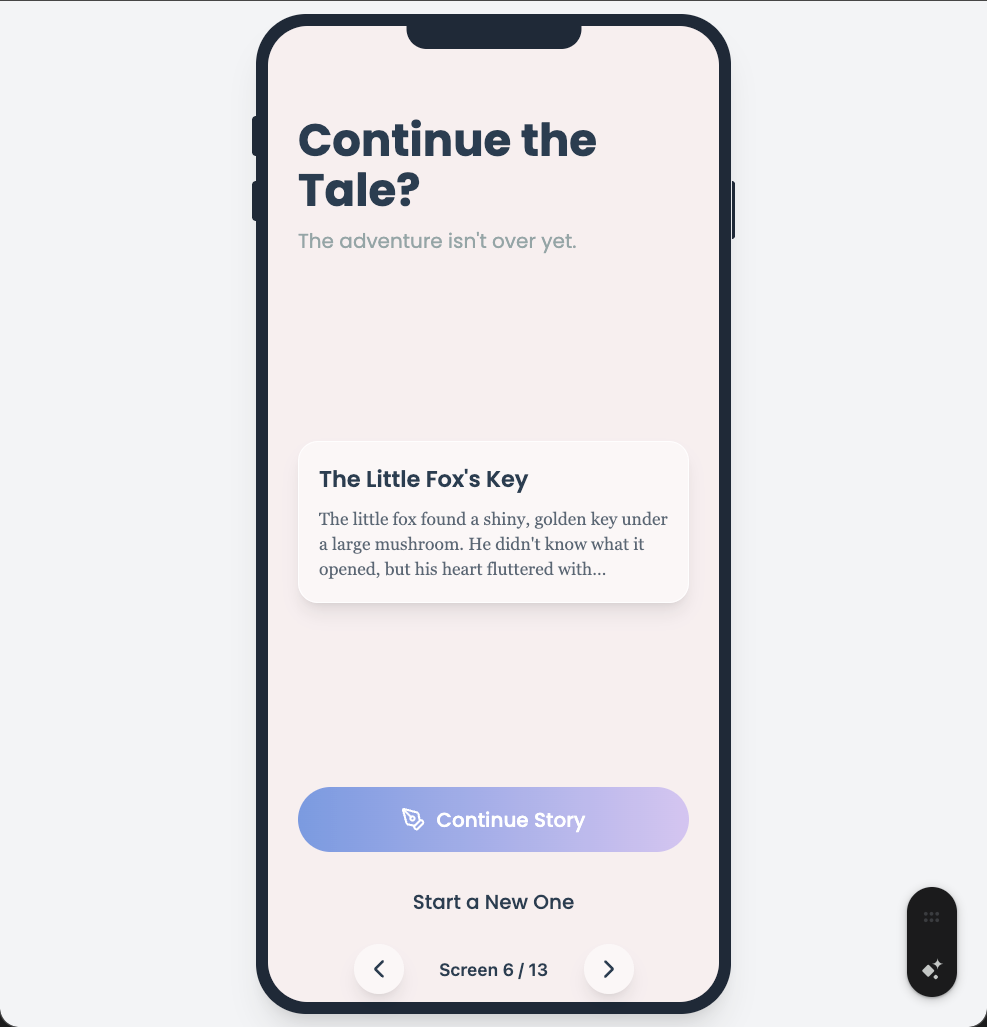 Continue the
Tale?
The adventure isn't over yet.
The Little Fox's Key
The little fox found a shiny, golden key under
a large mushroom. He didn't know what it
opened, but his heart fluttered with...
Continue Story
Start a New One
Screen 6 / 13